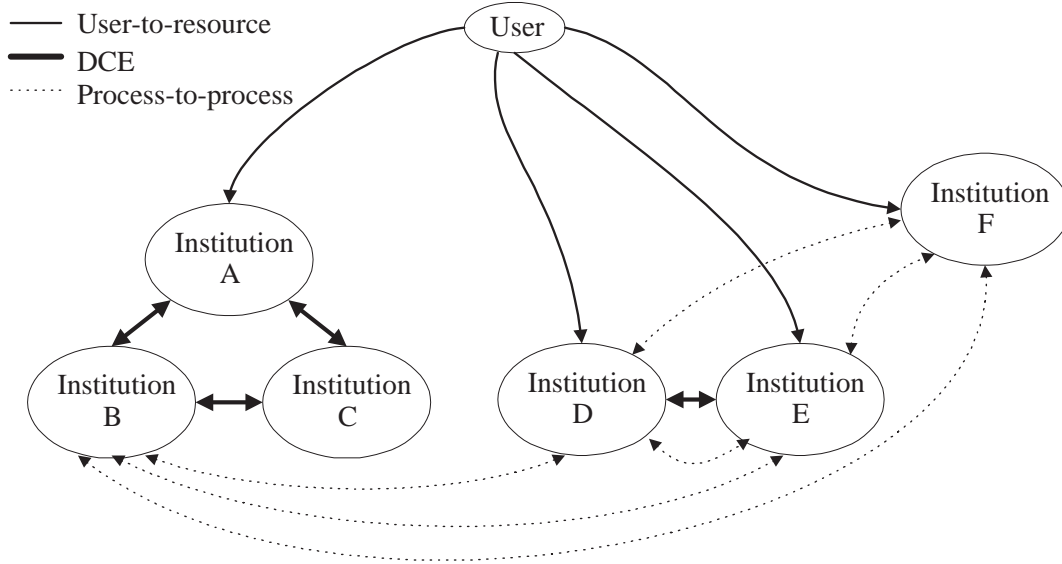 User-to-resource
DCE
Process-to-process
User
Institution
F
Institution
A
Institution
B
Institution
C
Institution
D
Institution
E